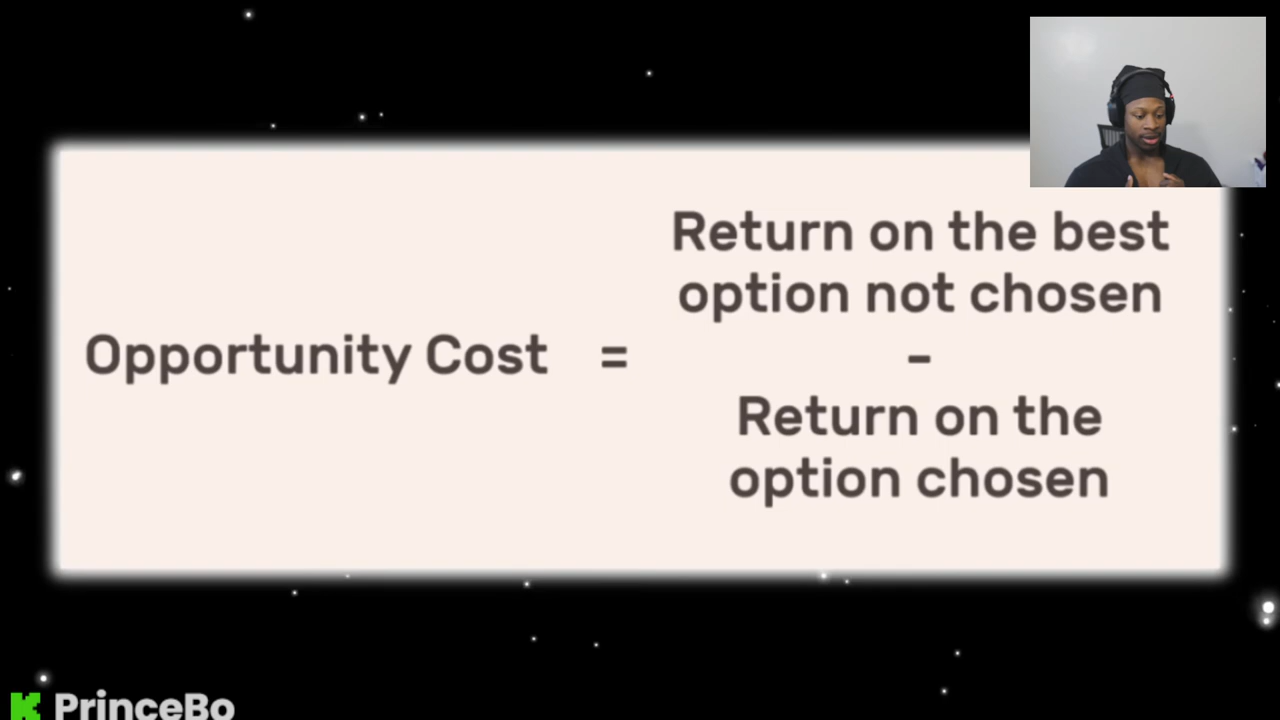 Return on the best
option not chosen
Opportunity Cost =
-
Return on the
option chosen
PrinceBo